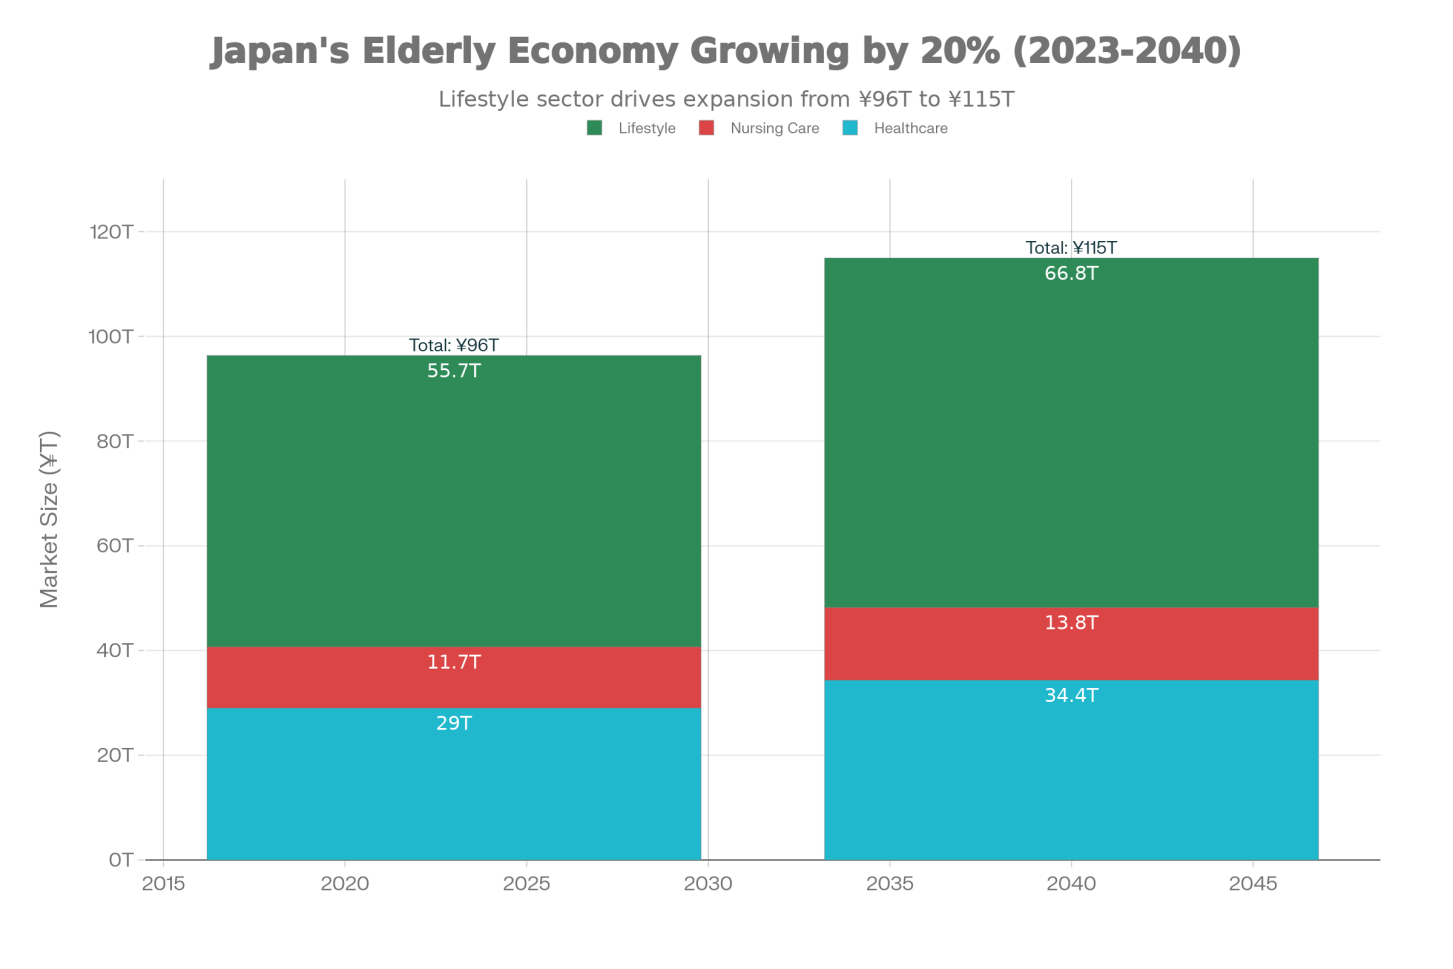 Japan's Elderly Economy Growing by 20% (2023-2040)
Lifestyle sector drives expansion from ¥96T to ¥115T
Lifestyle Nursing Care Healthcare
Market Size (¥T)
120T
100T
80T
60T
40T
20T
0T
Total: ¥96T
55.7T
11.7T
29T
Total: ¥115T
66.8T
13.8T
34.4T
2015 2020 2025 2030 2035 2040 2045